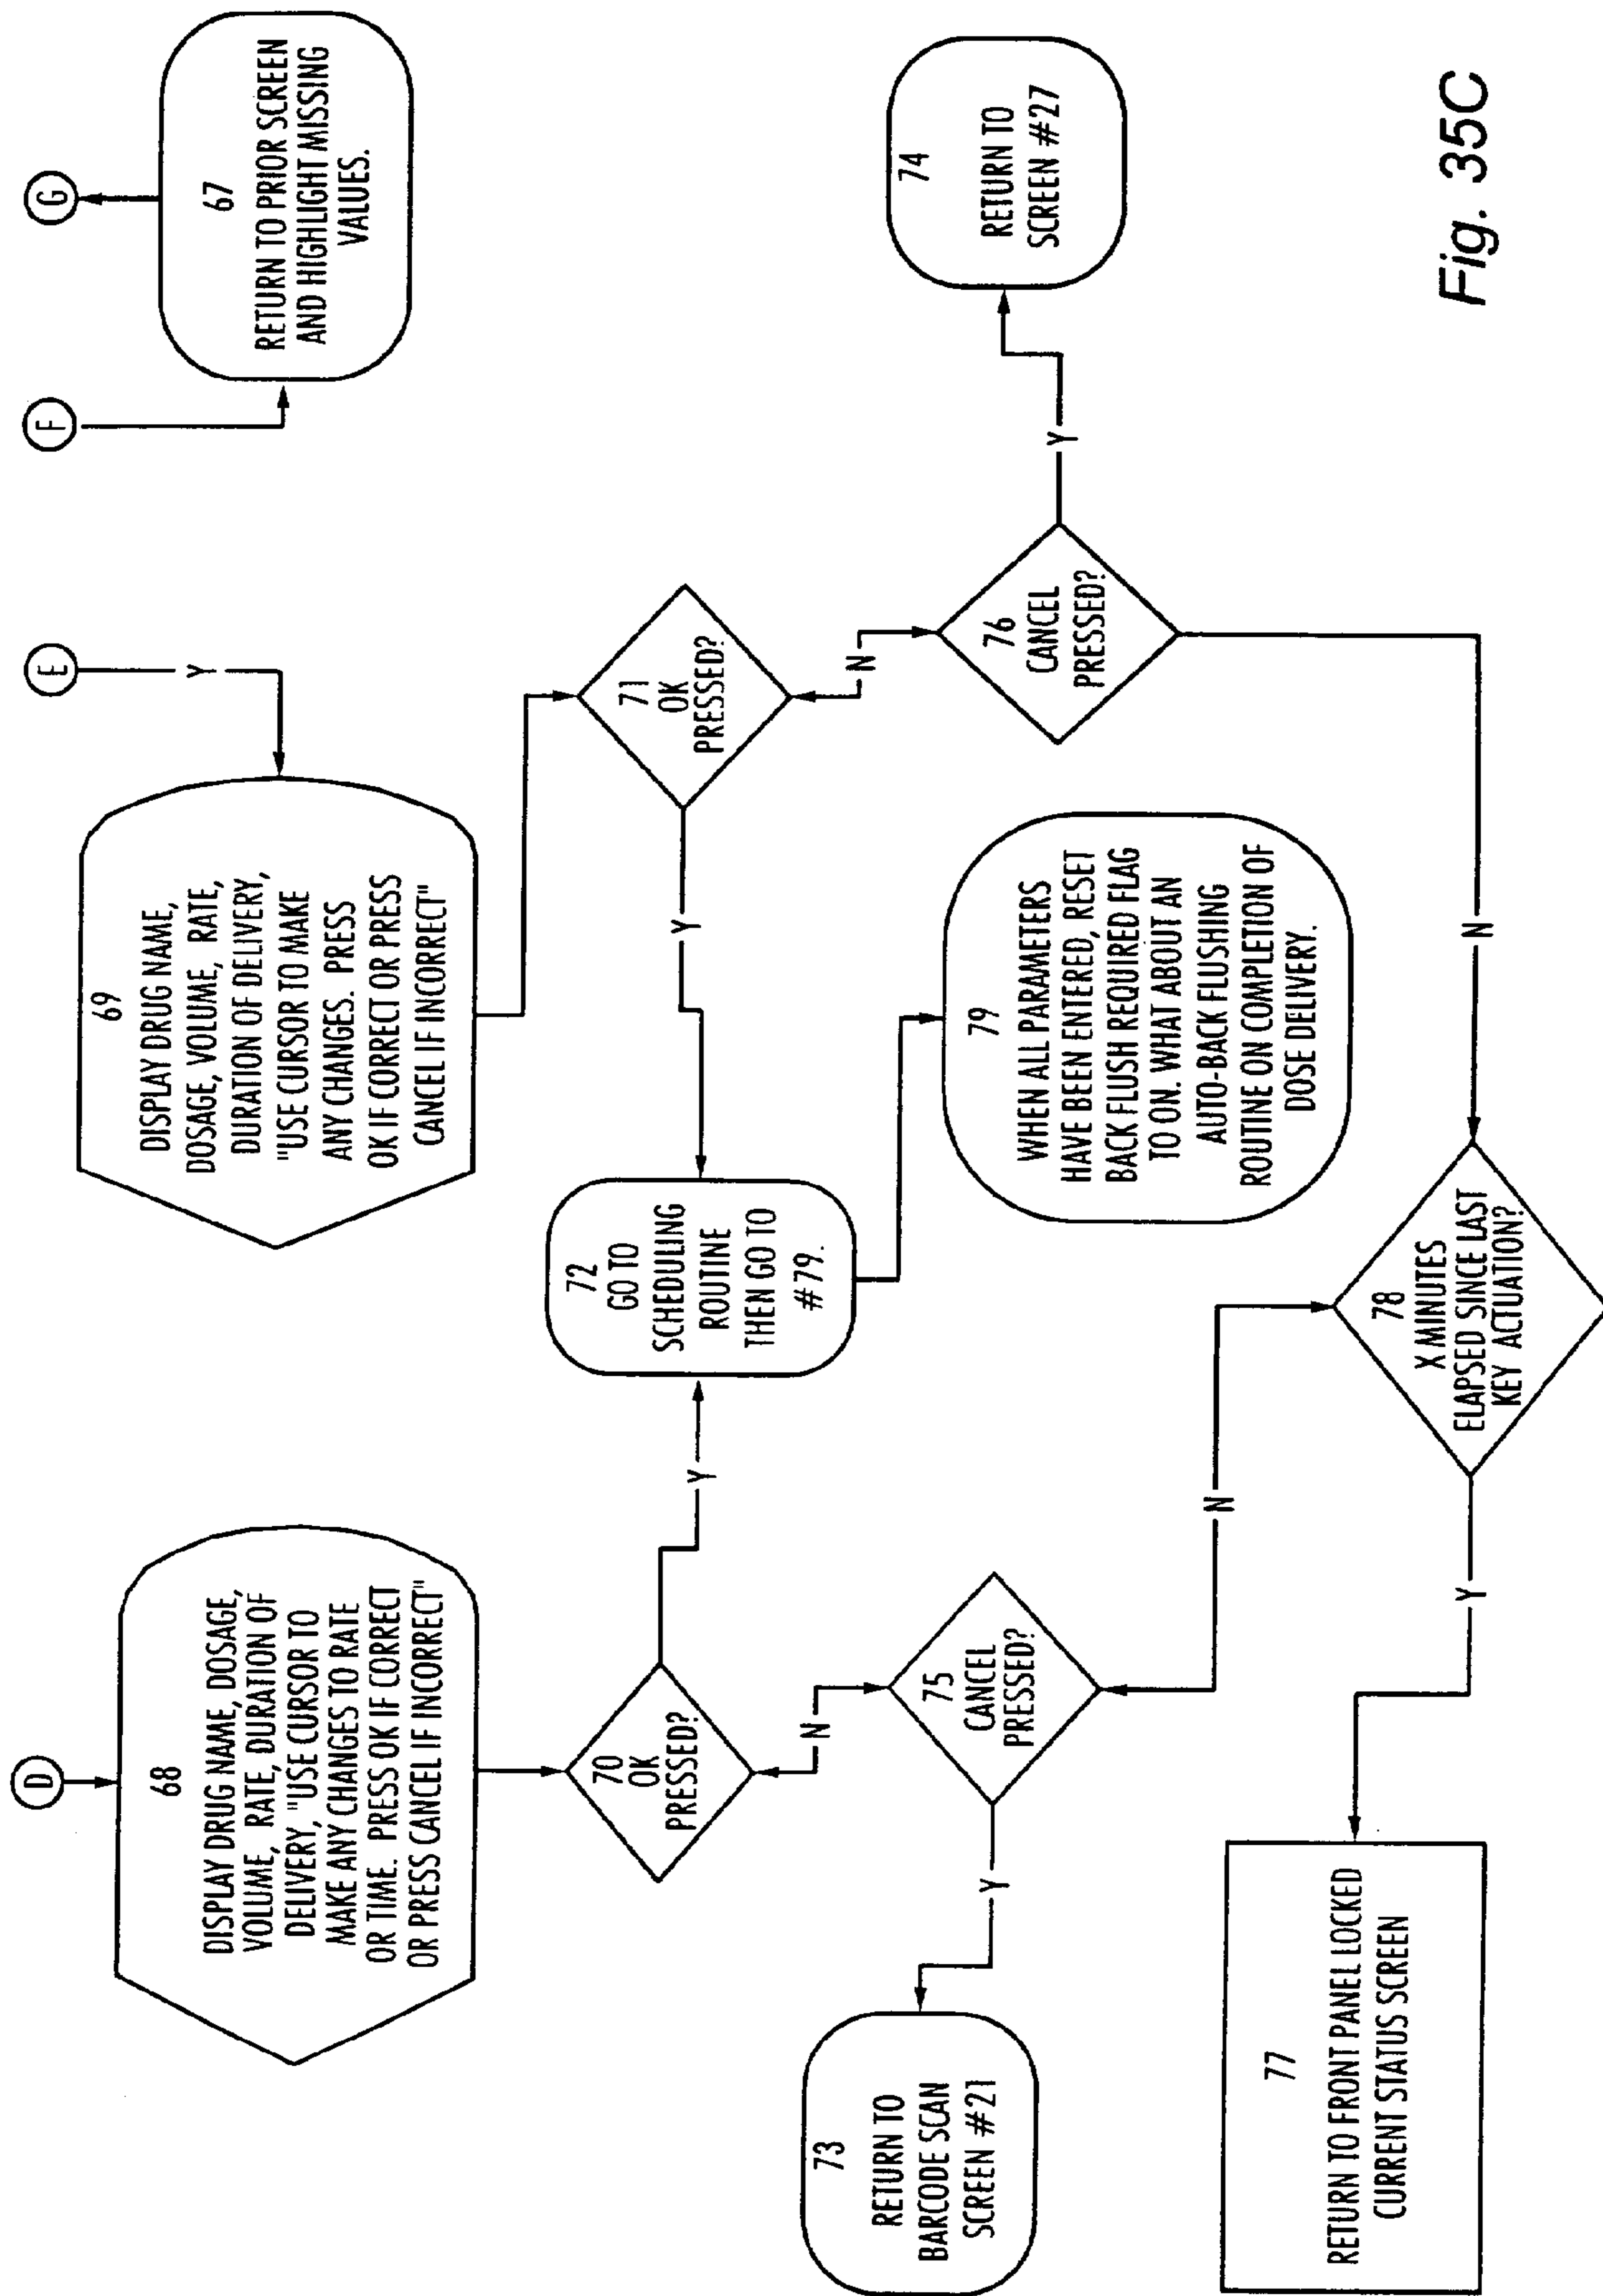 D
E
F
G
68
DISPLAY DRUG NAME, DOSAGE,
VOLUME, RATE, DURATION OF
DELIVERY, "USE CURSOR TO
MAKE ANY CHANGES TO RATE
OR TIME. PRESS OK IF CORRECT
OR PRESS CANCEL IF INCORRECT"
69
DISPLAY DRUG NAME,
DOSAGE, VOLUME, RATE,
DURATION OF DELIVERY,
"USE CURSOR TO MAKE
ANY CHANGES. PRESS
OK IF CORRECT OR PRESS
CANCEL IF INCORRECT"
Y
67
RETURN TO PRIOR SCREEN
AND HIGHLIGHT MISSING
VALUES.
70
OK
PRESSED?
Y
N
72
GO TO
SCHEDULING
ROUTINE
THEN GO TO
#79.
Y
71
OK
PRESSED?
N
73
RETURN TO
BARCODE SCAN
SCREEN #21
Y
75
CANCEL
PRESSED?
N
79
WHEN ALL PARAMETERS
HAVE BEEN ENTERED, RESET
BACK FLUSH REQUIRED FLAG
TO ON. WHAT ABOUT AN
AUTO-BACK FLUSHING
ROUTINE ON COMPLETION OF
DOSE DELIVERY.
76
CANCEL
PRESSED?
Y
N
74
RETURN TO
SCREEN #27
77
RETURN TO FRONT PANEL LOCKED
CURRENT STATUS SCREEN
Y
78
X MINUTES
ELAPSED SINCE LAST
KEY ACTUATION?
Fig. 35C